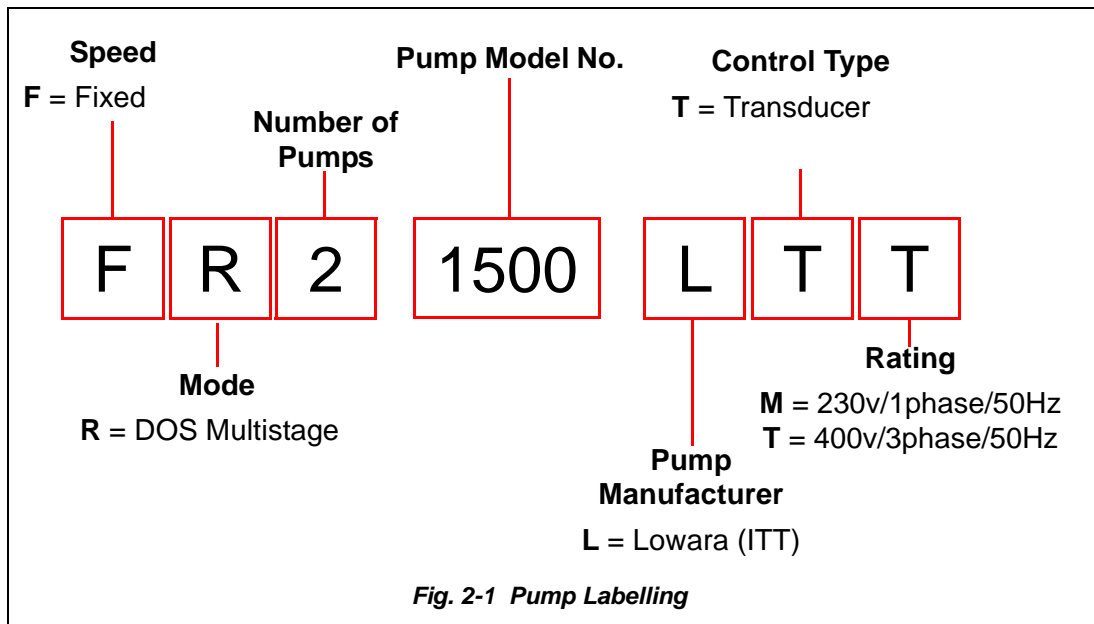 Speed
F = Fixed
Number of
Pumps
Pump Model No.
Control Type
T = Transducer
F R 2 1500 L T T
Mode
R = DOS Multistage
Pump
Manufacturer
L = Lowara (ITT)
Rating
M = 230v/1phase/50Hz
T = 400v/3phase/50Hz
Fig. 2-1 Pump Labelling